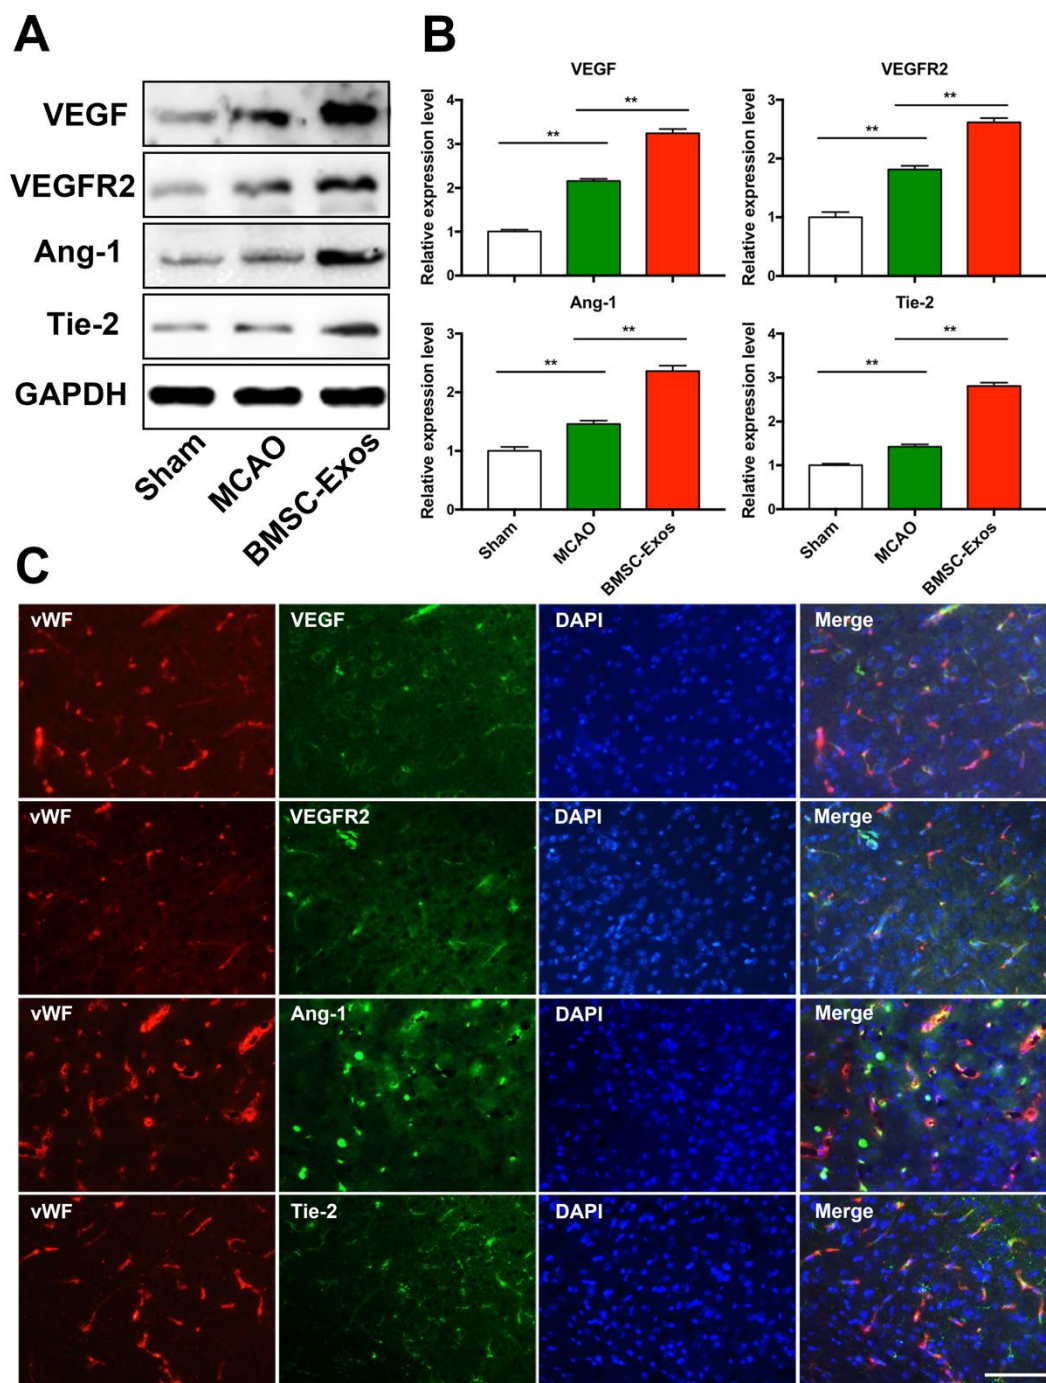 A
VEGF
VEGFR2
Ang-1
Tie-2
GAPDH
Sham
MCAO
BMSC-Exos
B
VEGF
Relative expression level
4
3
2
1
0
**
**
VEGFR2
Relative expression level
3
2
1
0
**
**
Ang-1
Relative expression level
3
2
1
0
**
**
Sham
MCAO
BMSC-Exos
Tie-2
Relative expression level
4
3
2
1
0
**
**
Sham
MCAO
BMSC-Exos
C
vWF VEGF DAPI Merge
vWF VEGFR2 DAPI Merge
vWF Ang-1 DAPI Merge
vWF Tie-2 DAPI Merge